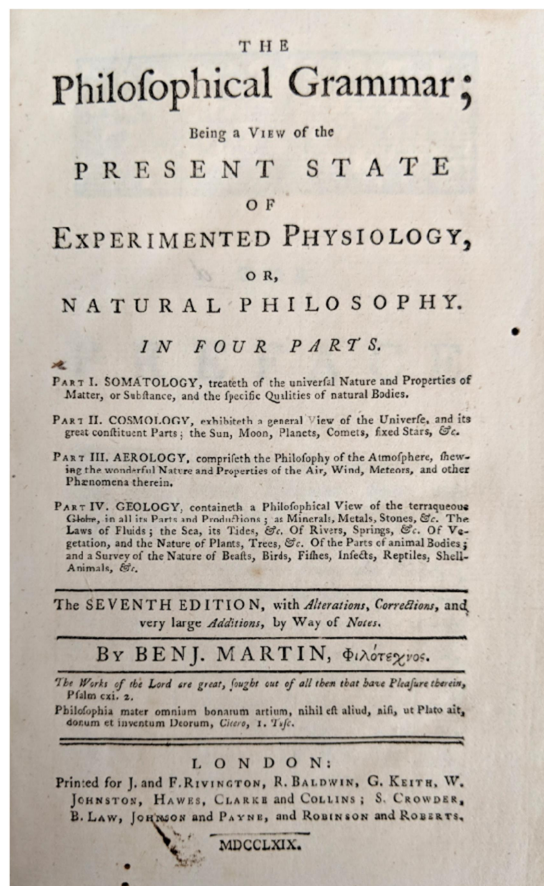 THE
Philoſophical Grammar;
Being a VIEW of the
PRESENT STATE
OF
EXPERIMENTED PHYSIOLOGY,
OR,
NATURAL PHILOSOPHY.
IN FOUR PARTS.
PART I. SOMATOLOGY, treateth of the univerſal Nature and Properties of
Matter, or Subſtance, and the ſpecific Qualities of natural Bodies.
PART II. COSMOLOGY, exhibiteth a general View of the Univerſe, and its
great conſtituent Parts; the Sun, Moon, Planets, Comets, fixed Stars, &c.
PART III. AEROLOGY, compriſeth the Philoſophy of the Atmoſphere, ſhew-
ing the wonderful Nature and Properties of the Air, Wind, Meteors, and other
Phænomena therein.
PART IV. GEOLOGY, containeth a Philoſophical View of the terraqueous
Globe, in all its Parts and Productions; as Minerals, Metals, Stones, &c. The
Laws of Fluids; the Sea, its Tides, &c. Of Rivers, Springs, &c. Of Ve-
getation, and the Nature of Plants, Trees, &c. Of the Parts of animal Bodies;
and a Survey of the Nature of Beaſts, Birds, Fiſhes, Inſects, Reptiles, Shell-
Animals, &c.
The SEVENTH EDITION, with Alterations, Corrections, and
very large Additions, by Way of Notes.
BY BENJ. MARTIN, Φιλότεχνος.
The Works of the Lord are great, ſought out of all them that have Pleaſure therein,
Pſalm cxi. 2.
Philoſophia mater omnium bonarum artium, nihil eſt aliud, niſi, ut Plato ait,
donum et inventum Deorum, Cicero, 1. Tuſc.
LONDON:
Printed for J. and F. RIVINGTON, R. BALDWIN, G. KEITH, W.
JOHNSTON, HAWES, CLARKE and COLLINS; S. CROWDER,
B. LAW, JOHNSON and PAYNE, and ROBINSON and ROBERTS.
MDCCLXIX.